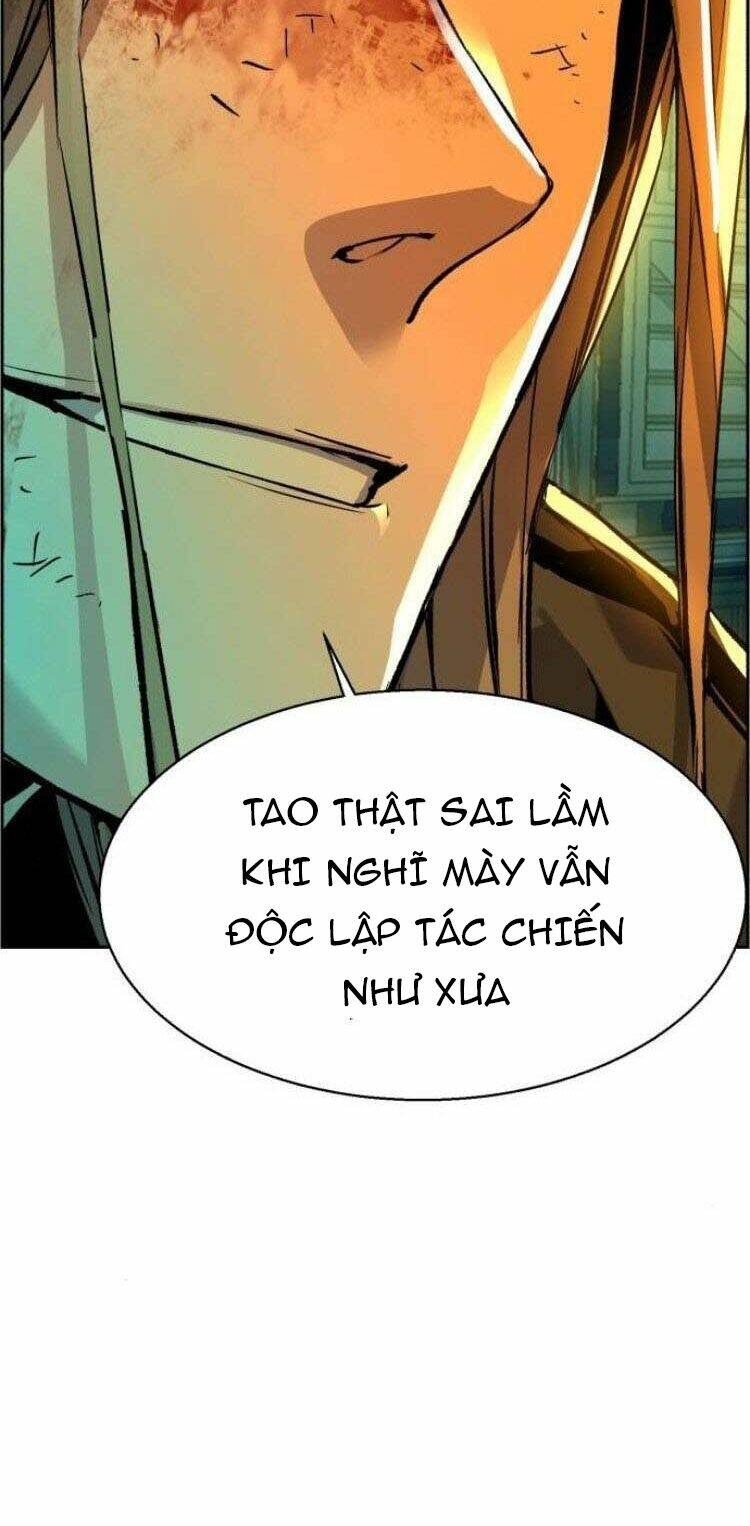 TAO THẬT SAI LẦM
KHI NGHĨ MÀY VẪN
ĐỘC LẬP TÁC CHIẾN
NHƯ XƯA